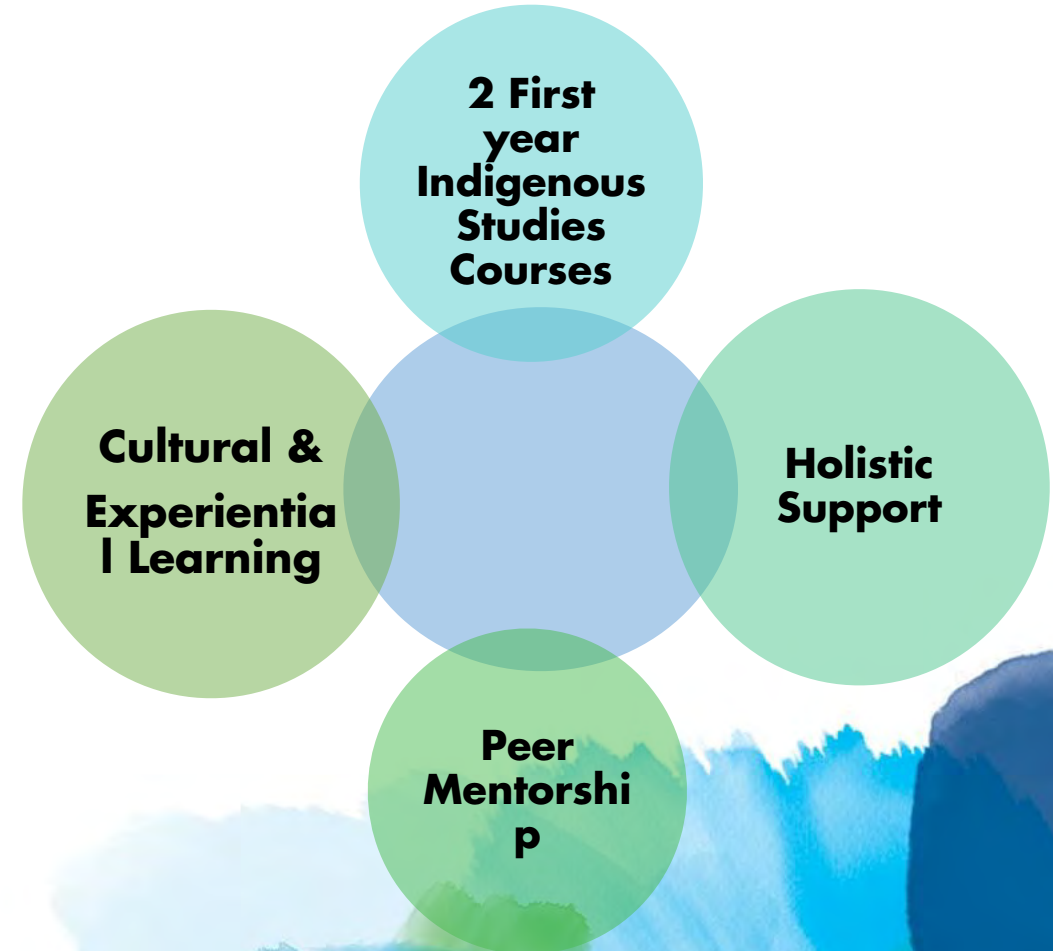 2 First
year
Indigenous
Studies
Courses
Cultural &
Experientia
l Learning
Holistic
Support
Peer
Mentorshi
p